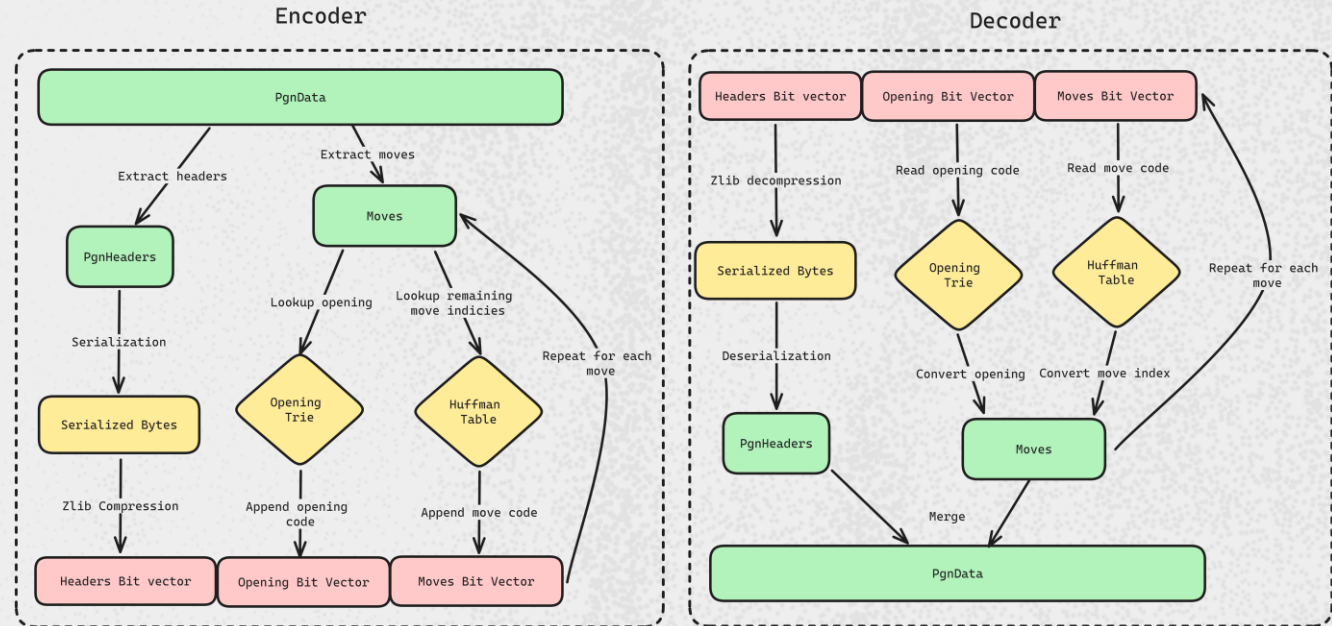 Encoder
PgnData
Extract headers
Extract moves
PgnHeaders
Moves
Serialization
Lookup opening
Lookup remaining
move indicies
Repeat for each
move
Serialized Bytes
Opening
Trie
Huffman
Table
Zlib Compression
Append opening
code
Append move code
Headers Bit vector
Opening Bit Vector
Moves Bit Vector
Decoder
Headers Bit vector
Opening Bit Vector
Moves Bit Vector
Zlib decompression
Read opening code
Read move code
Serialized Bytes
Opening
Trie
Huffman
Table
Repeat for each
move
Deserialization
Convert opening
Convert move index
PgnHeaders
Moves
Merge
PgnData